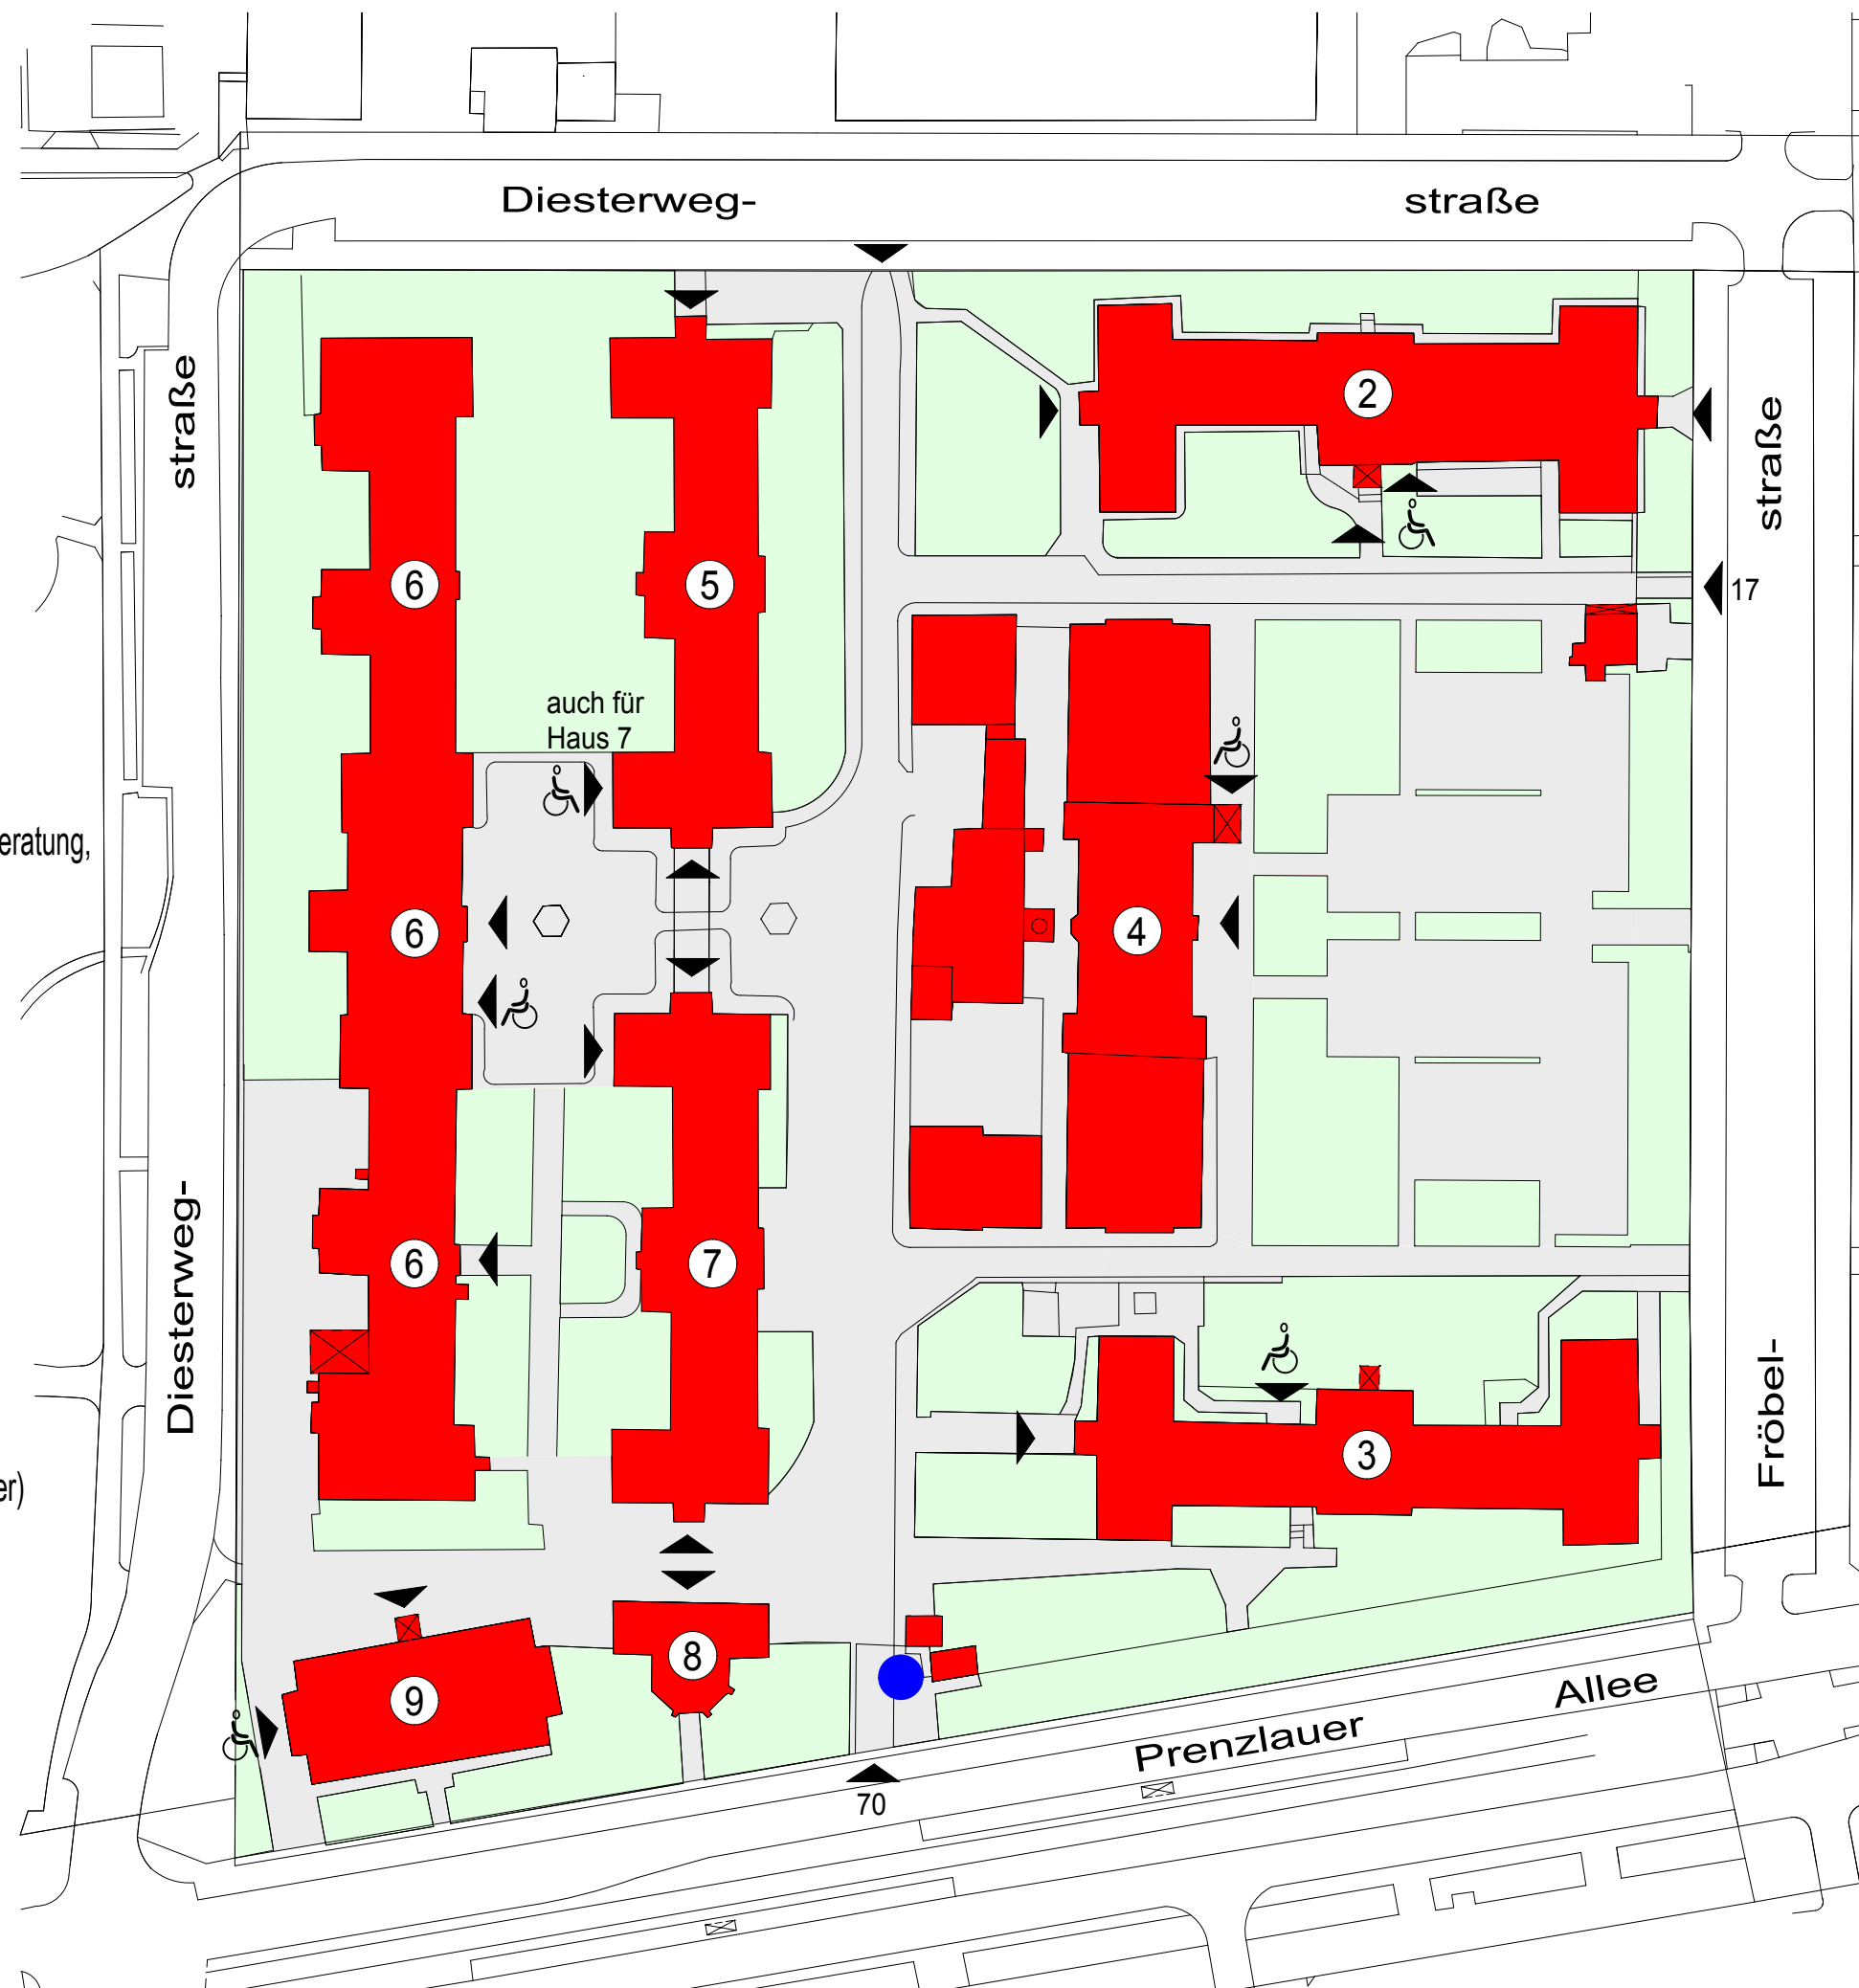 Diesterweg- straße
straße
2
straße
6
5
17
auch für
Haus 7
eratung,
6
4
Diesterweg-
6
7
Fröbel-
3
er)
8
9
Prenzlauer Allee
70